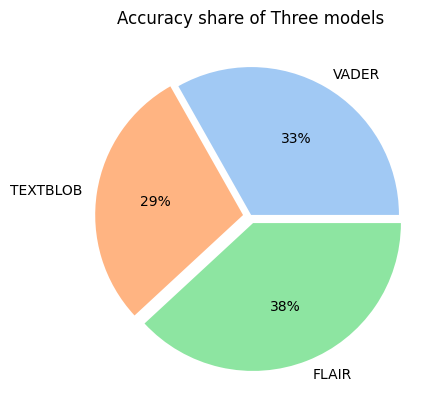 Accuracy share of Three models
VADER
33%
TEXTBLOB
29%
38%
FLAIR